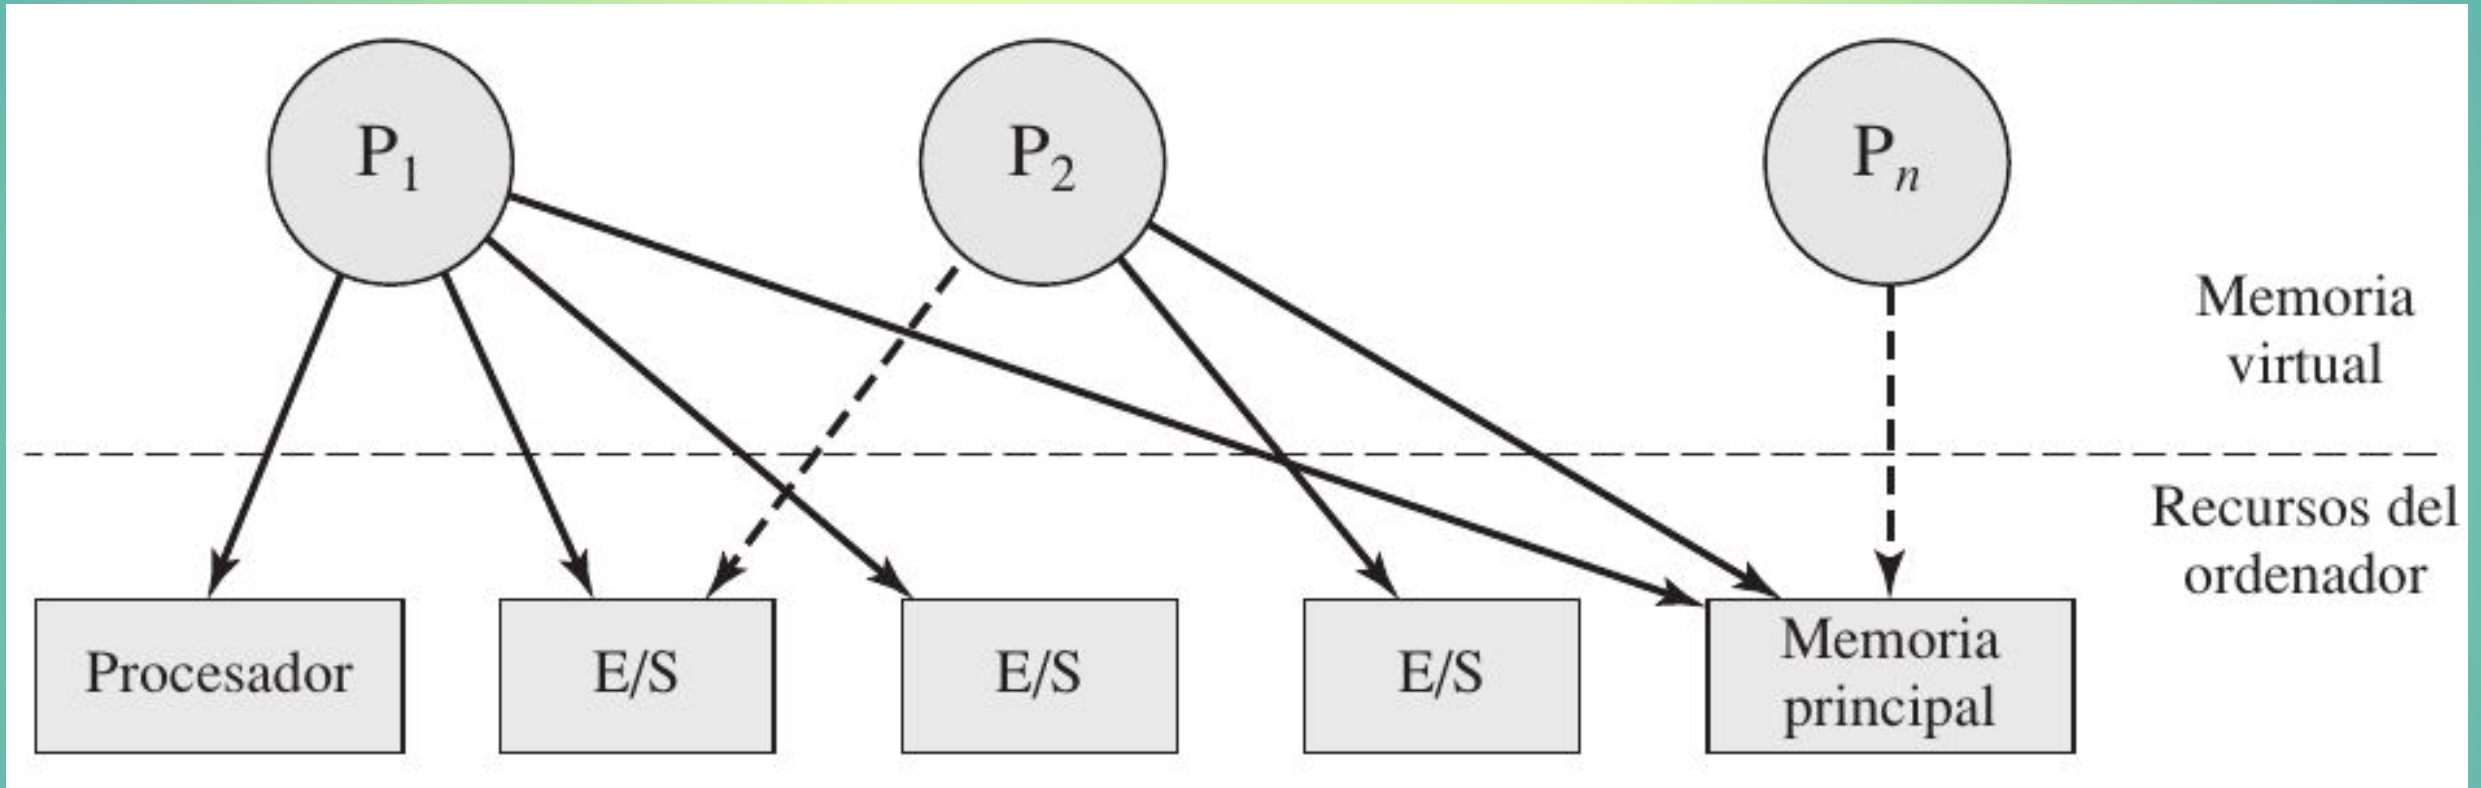 P₁
P₂
Pₙ
Memoria
virtual
Recursos del
ordenador
Procesador
E/S
E/S
E/S
Memoria
principal